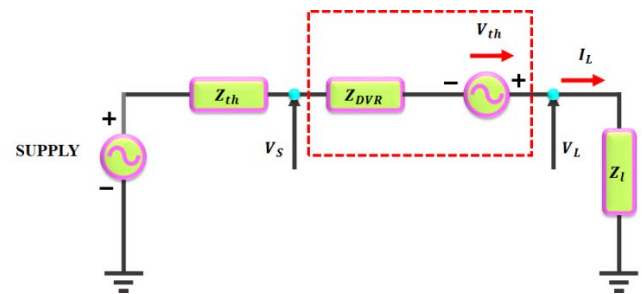 V_th
I_L
+
Z_th
Z_DVR
− +
SUPPLY
V_S
V_L
Z_l
−